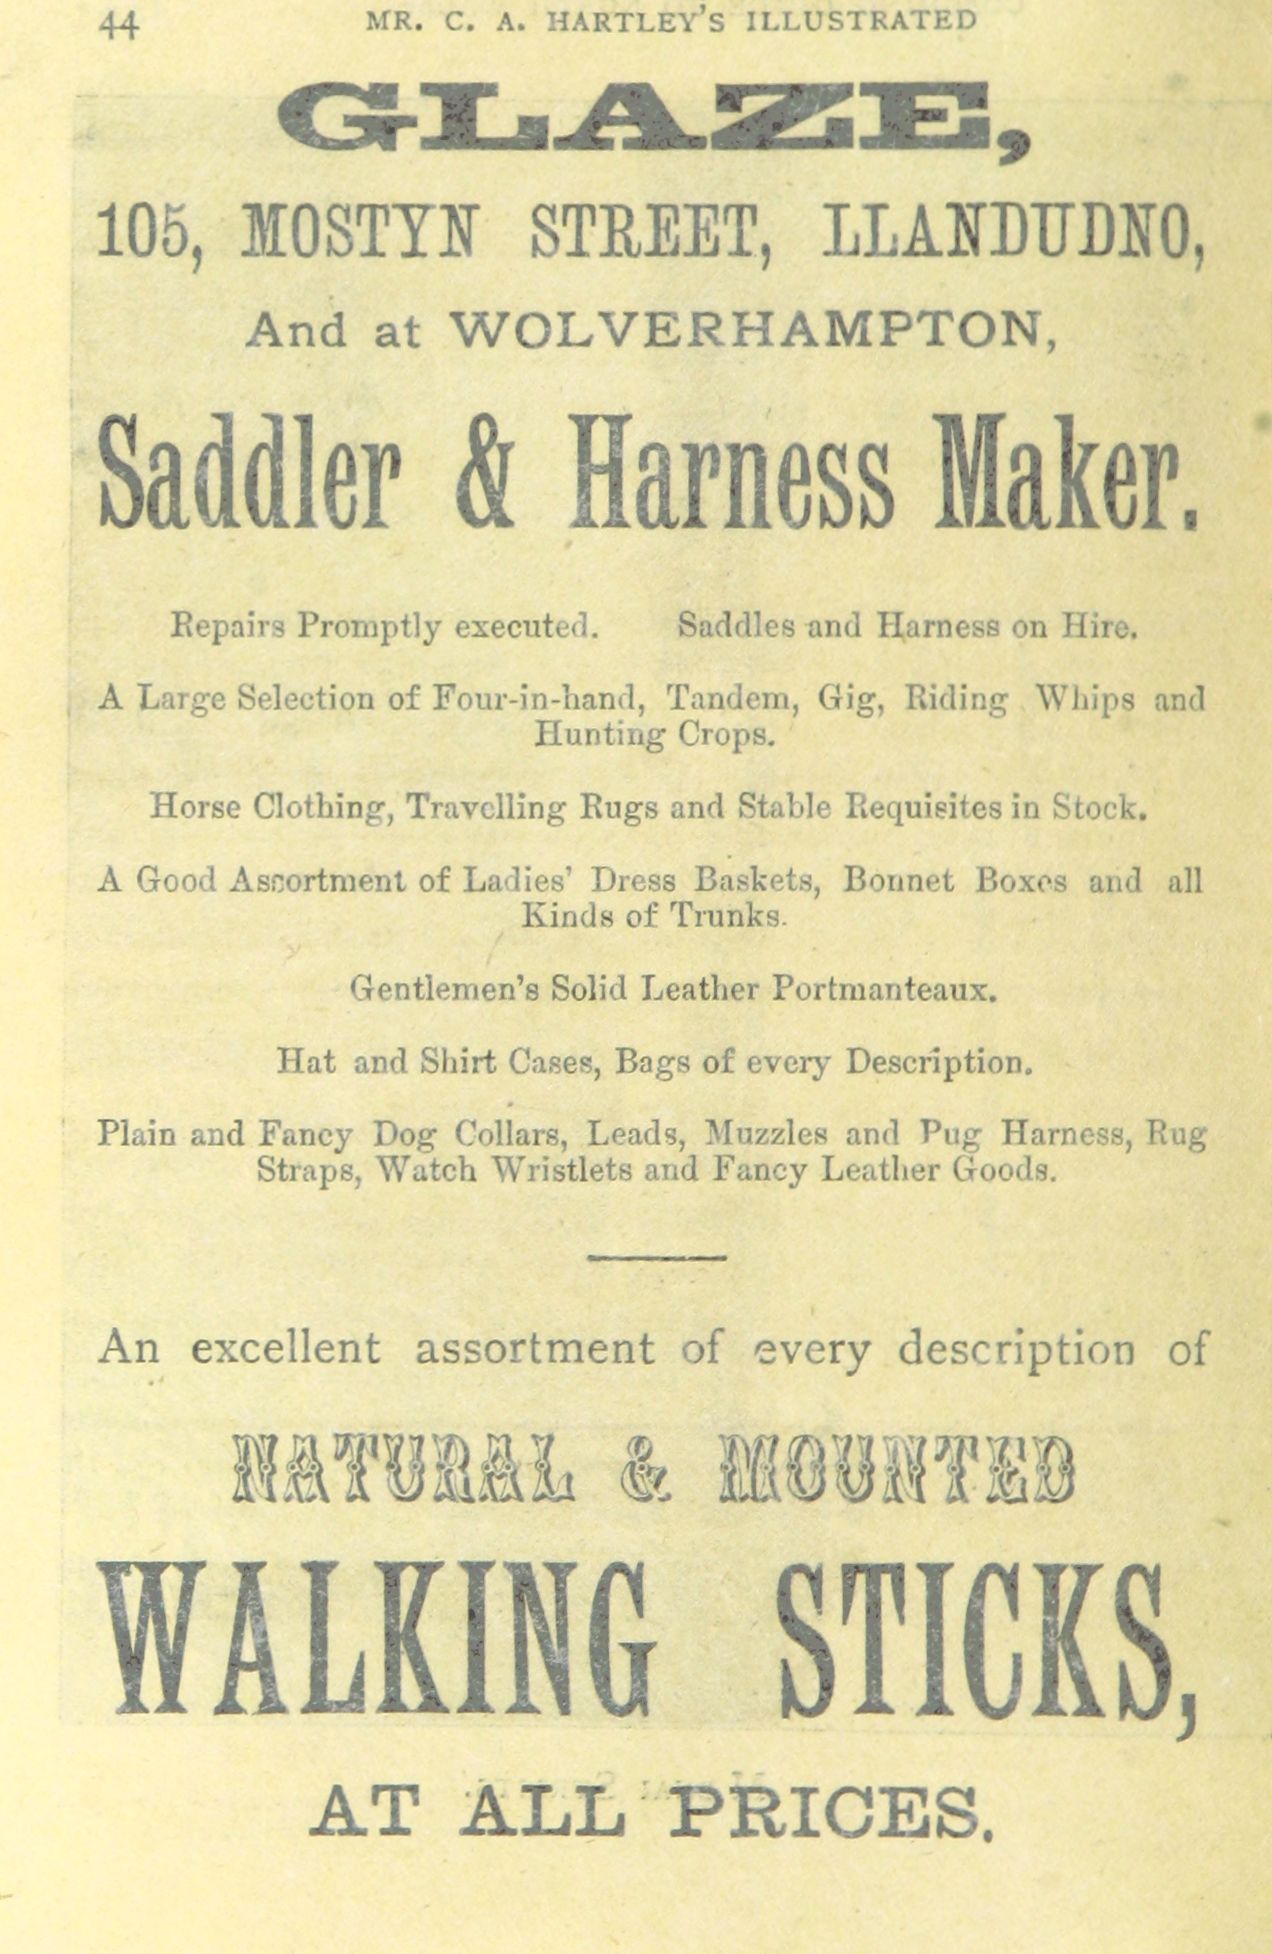 44 MR. C. A. HARTLEY'S ILLUSTRATED
GLAZE,
105, MOSTYN STREET, LLANDUDNO,
And at WOLVERHAMPTON,
Saddler & Harness Maker.
Repairs Promptly executed. Saddles and Harness on Hire.
A Large Selection of Four-in-hand, Tandem, Gig, Riding Whips and
Hunting Crops.
Horse Clothing, Travelling Rugs and Stable Requisites in Stock.
A Good Assortment of Ladies' Dress Baskets, Bonnet Boxes and all
Kinds of Trunks.
Gentlemen's Solid Leather Portmanteaux.
Hat and Shirt Cases, Bags of every Description.
Plain and Fancy Dog Collars, Leads, Muzzles and Pug Harness, Rug
Straps, Watch Wristlets and Fancy Leather Goods.
An excellent assortment of every description of
NATURAL & MOUNTED
WALKING STICKS,
AT ALL PRICES.